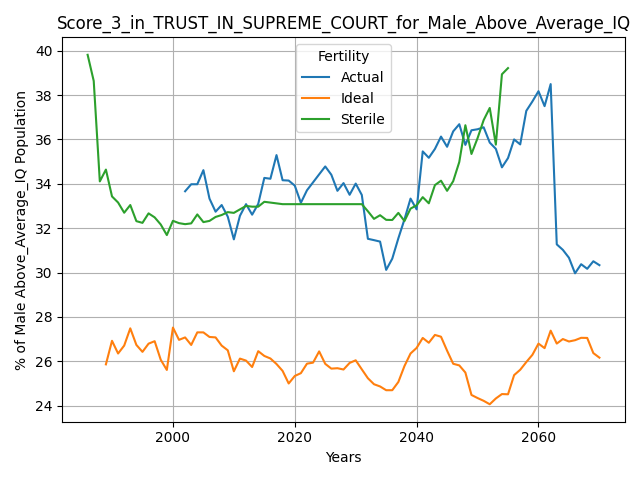 Score_3_in_TRUST_IN_SUPREME_COURT_for_Male_Above_Average_IQ
Fertility
Actual
Ideal
Sterile
% of Male Above_Average_IQ Population
40
38
36
34
32
30
28
26
24
2000
2020
2040
2060
Years